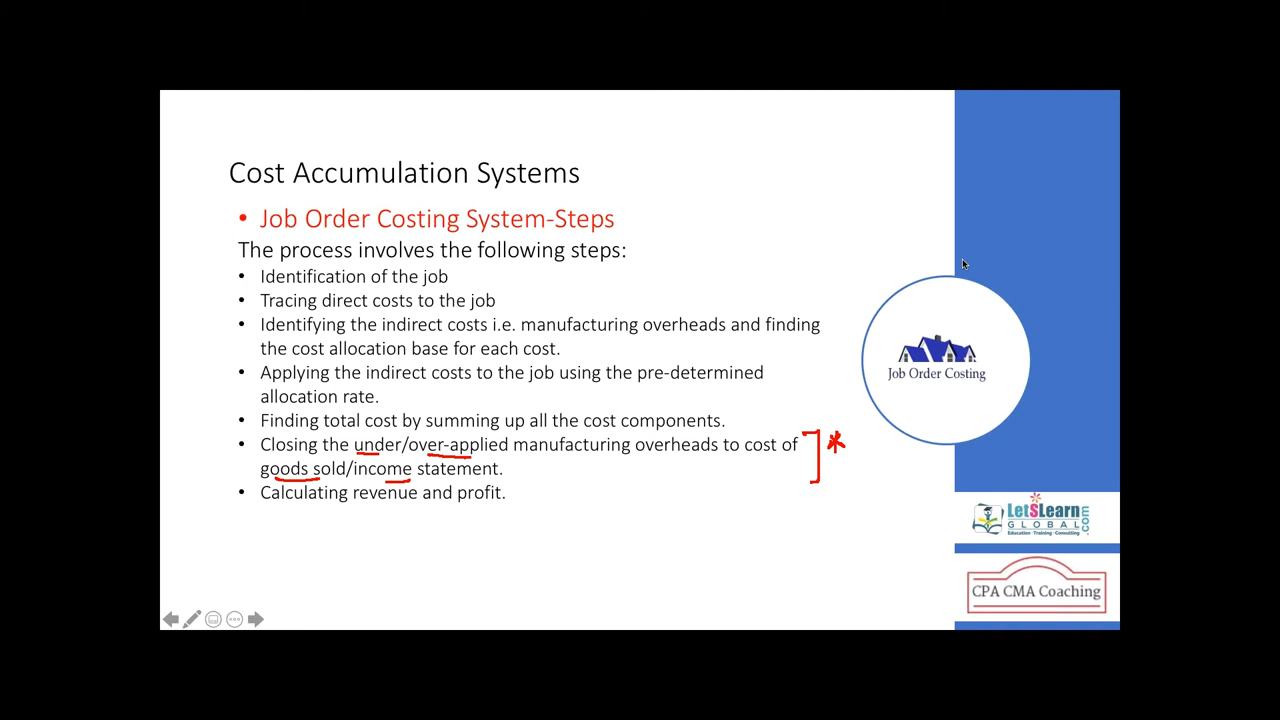 Cost Accumulation Systems
• Job Order Costing System-Steps
The process involves the following steps:
• Identification of the job
• Tracing direct costs to the job
• Identifying the indirect costs i.e. manufacturing overheads and finding
the cost allocation base for each cost.
• Applying the indirect costs to the job using the pre-determined
allocation rate.
• Finding total cost by summing up all the cost components.
• Closing the under/over-applied manufacturing overheads to cost of
goods sold/income statement.
• Calculating revenue and profit.
Job Order Costing
LetSLearn
GLOBAL
.com
Education · Training · Consulting
CPA CMA Coaching